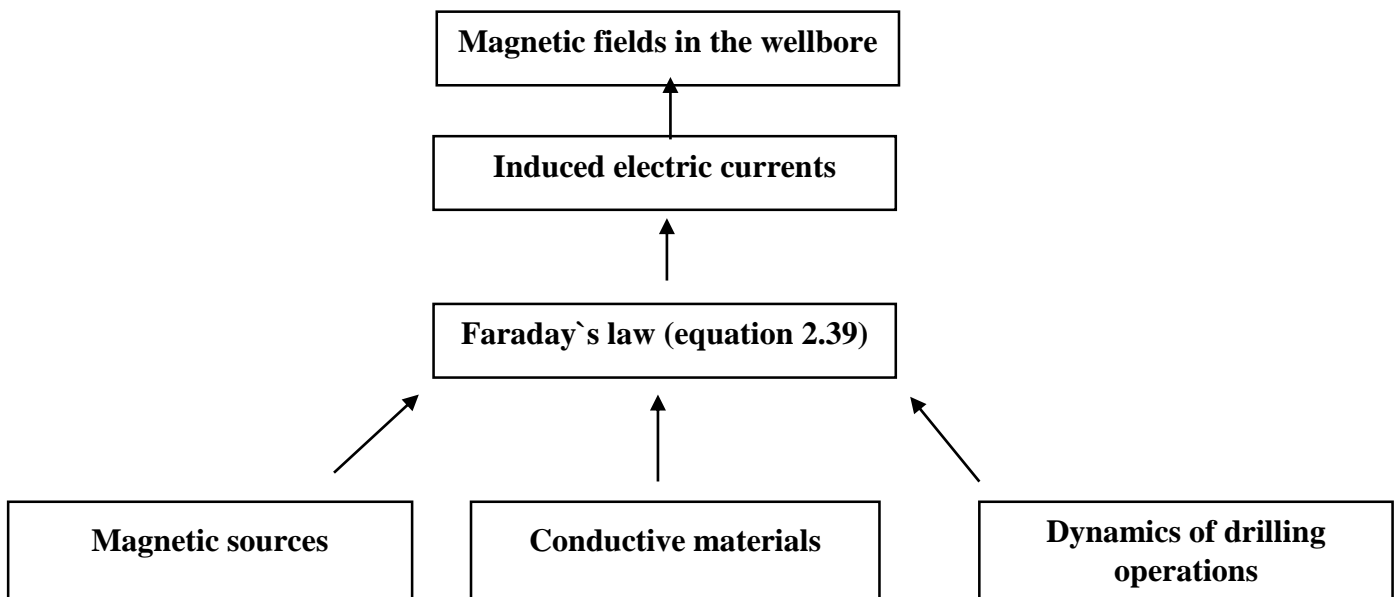 Magnetic fields in the wellbore
Induced electric currents
Faraday`s law (equation 2.39)
Magnetic sources
Conductive materials
Dynamics of drilling
operations